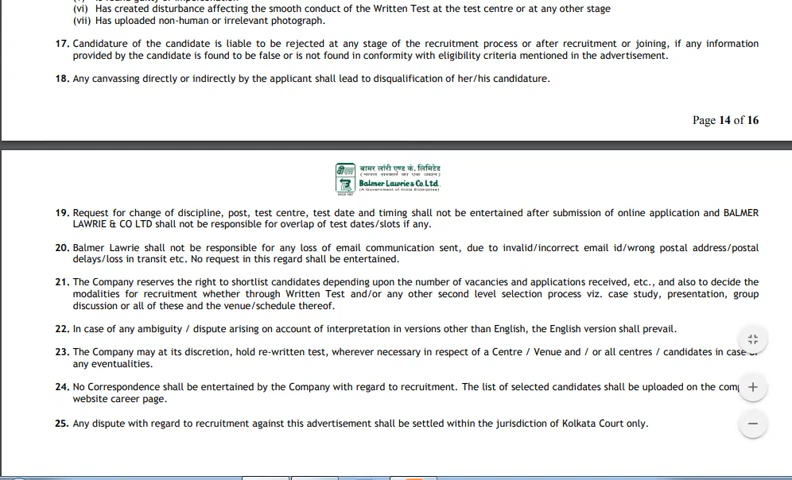 (vi) Has created disturbance affecting the smooth conduct of the Written Test at the test centre or at any other stage
(vii) Has uploaded non-human or irrelevant photograph.
17. Candidature of the candidate is liable to be rejected at any stage of the recruitment process or after recruitment or joining, if any information
provided by the candidate is found to be false or is not found in conformity with eligibility criteria mentioned in the advertisement.
18. Any canvassing directly or indirectly by the applicant shall lead to disqualification of her/his candidature.
Page 14 of 16
बामर लॉरी एण्ड कं. लिमिटेड
(भारत सरकार का एक उद्यम)
Balmer Lawrie & Co. Ltd.
(A Government of India Enterprise)
19. Request for change of discipline, post, test centre, test date and timing shall not be entertained after submission of online application and BALMER
LAWRIE & CO LTD shall not be responsible for overlap of test dates/slots if any.
20. Balmer Lawrie shall not be responsible for any loss of email communication sent, due to invalid/incorrect email id/wrong postal address/postal
delays/loss in transit etc. No request in this regard shall be entertained.
21. The Company reserves the right to shortlist candidates depending upon the number of vacancies and applications received, etc., and also to decide the
modalities for recruitment whether through Written Test and/or any other second level selection process viz. case study, presentation, group
discussion or all of these and the venue/schedule thereof.
22. In case of any ambiguity / dispute arising on account of interpretation in versions other than English, the English version shall prevail.
23. The Company may at its discretion, hold re-written test, wherever necessary in respect of a Centre / Venue and / or all centres / candidates in case
any eventualities.
24. No Correspondence shall be entertained by the Company with regard to recruitment. The list of selected candidates shall be uploaded on the com
website career page.
25. Any dispute with regard to recruitment against this advertisement shall be settled within the jurisdiction of Kolkata Court only.